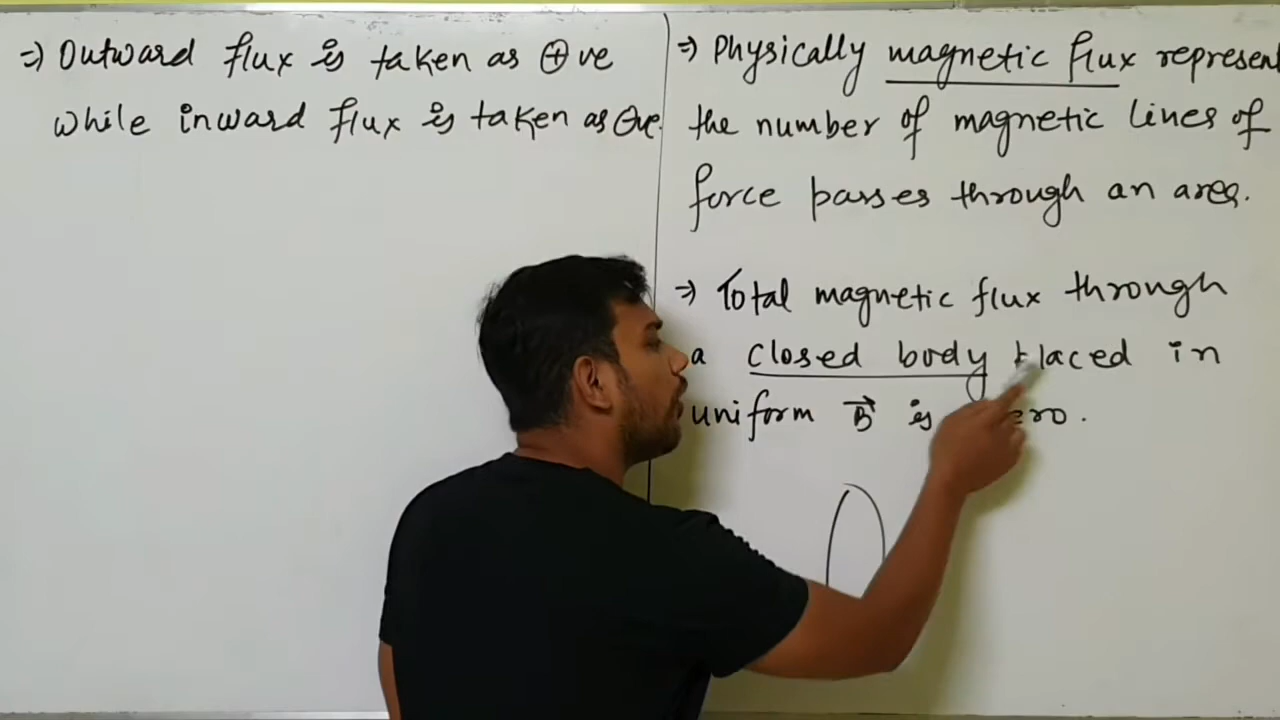 ⇒ Outward flux is taken as ⊕ve
while inward flux is taken as ⊖ve.
⇒ Physically magnetic flux represent
the number of magnetic lines of
force passes through an area.
⇒ Total magnetic flux through
a closed body placed in
uniform B⃗ is zero.